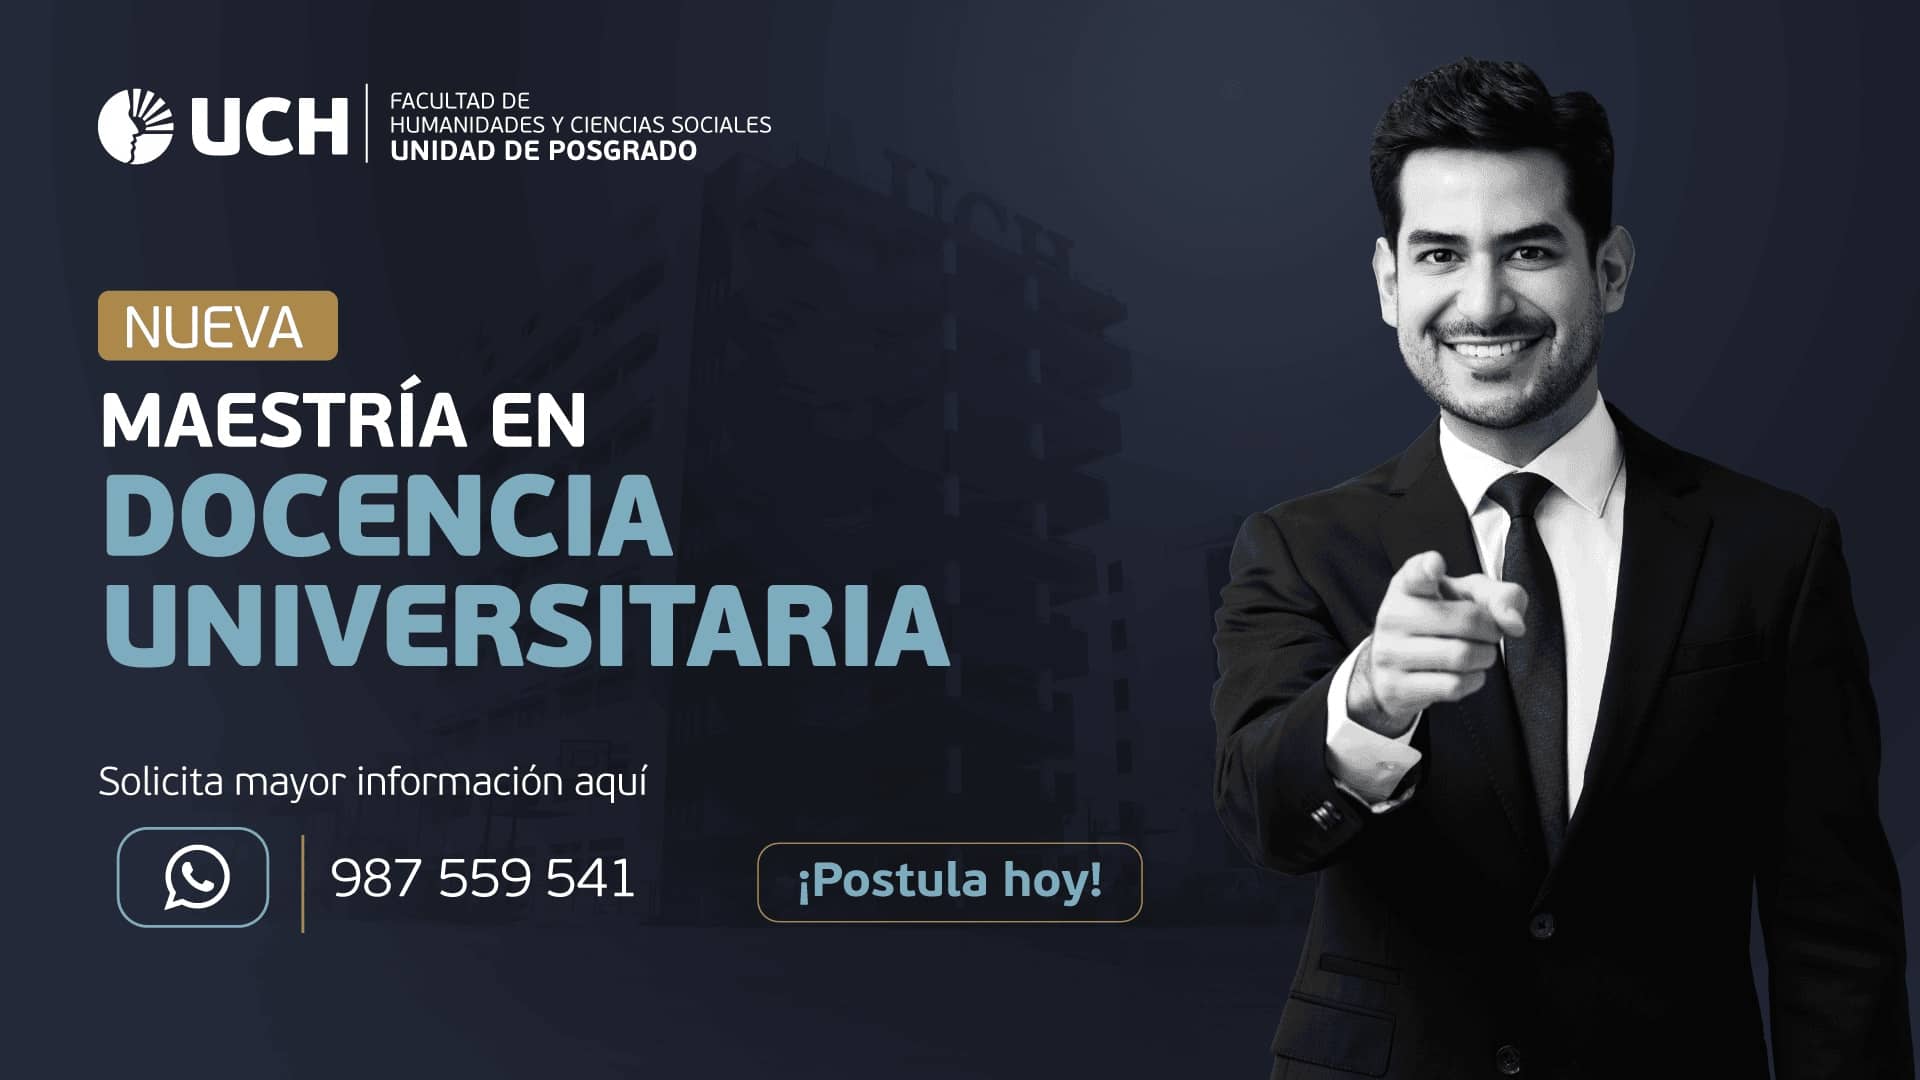 UCH
FACULTAD DE
HUMANIDADES Y CIENCIAS SOCIALES
UNIDAD DE POSGRADO
UCH
NUEVA
MAESTRÍA EN
DOCENCIA
UNIVERSITARIA
Solicita mayor información aquí
987 559 541
¡Postula hoy!